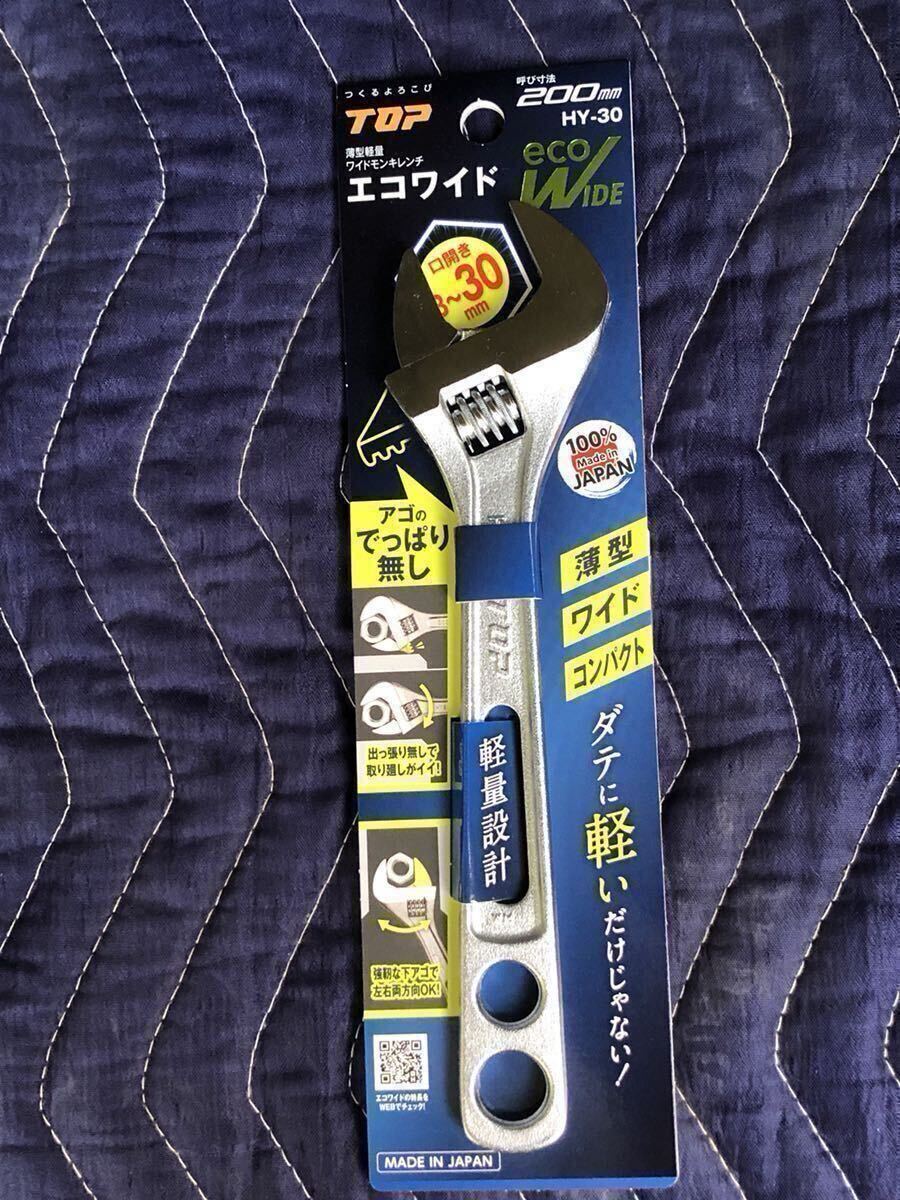 つくるよろこび
TOP
呼び寸法
200mm
HY-30
薄型軽量
ワイドモンキレンチ
エコワイド
eco
WIDE
口開き
~30
mm
100%
Made in
JAPAN
アゴの
でっぱり
無し
薄型
ワイド
コンパクト
出っ張り無しで
取り廻しがイイ!
軽量設計
ダテに軽いだけじゃない!
強靭な下アゴで
左右両方向OK!
エコワイドの特長を
WEBでチェック!
MADE IN JAPAN